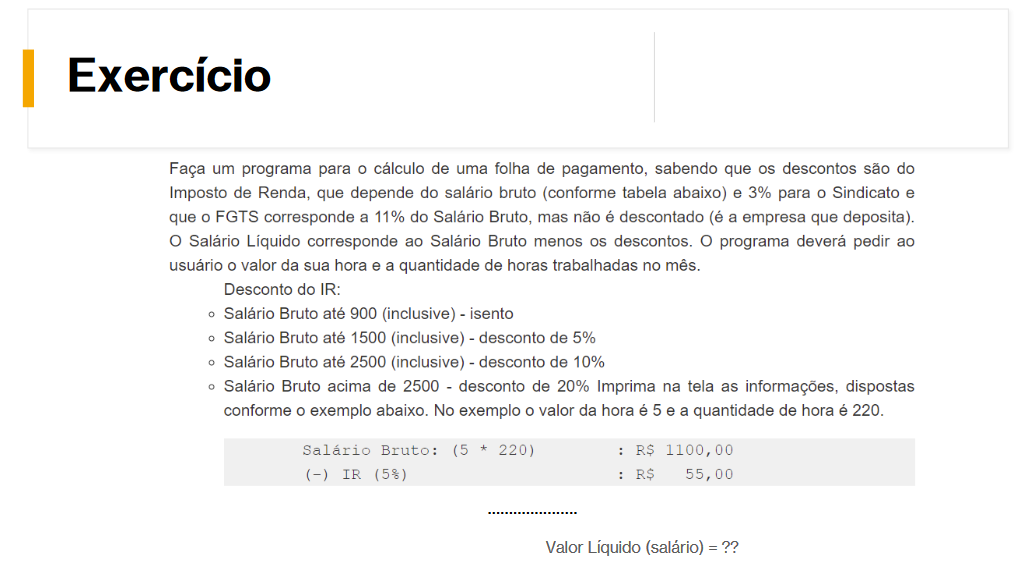 Exercício
Faça um programa para o cálculo de uma folha de pagamento, sabendo que os descontos são do
Imposto de Renda, que depende do salário bruto (conforme tabela abaixo) e 3% para o Sindicato e
que o FGTS corresponde a 11% do Salário Bruto, mas não é descontado (é a empresa que deposita).
O Salário Líquido corresponde ao Salário Bruto menos os descontos. O programa deverá pedir ao
usuário o valor da sua hora e a quantidade de horas trabalhadas no mês.
Desconto do IR:
◦ Salário Bruto até 900 (inclusive) - isento
◦ Salário Bruto até 1500 (inclusive) - desconto de 5%
◦ Salário Bruto até 2500 (inclusive) - desconto de 10%
◦ Salário Bruto acima de 2500 - desconto de 20% Imprima na tela as informações, dispostas
conforme o exemplo abaixo. No exemplo o valor da hora é 5 e a quantidade de hora é 220.
Salário Bruto: (5 * 220) : R$ 1100,00
(-) IR (5%) : R$ 55,00
.....................
Valor Líquido (salário) = ??